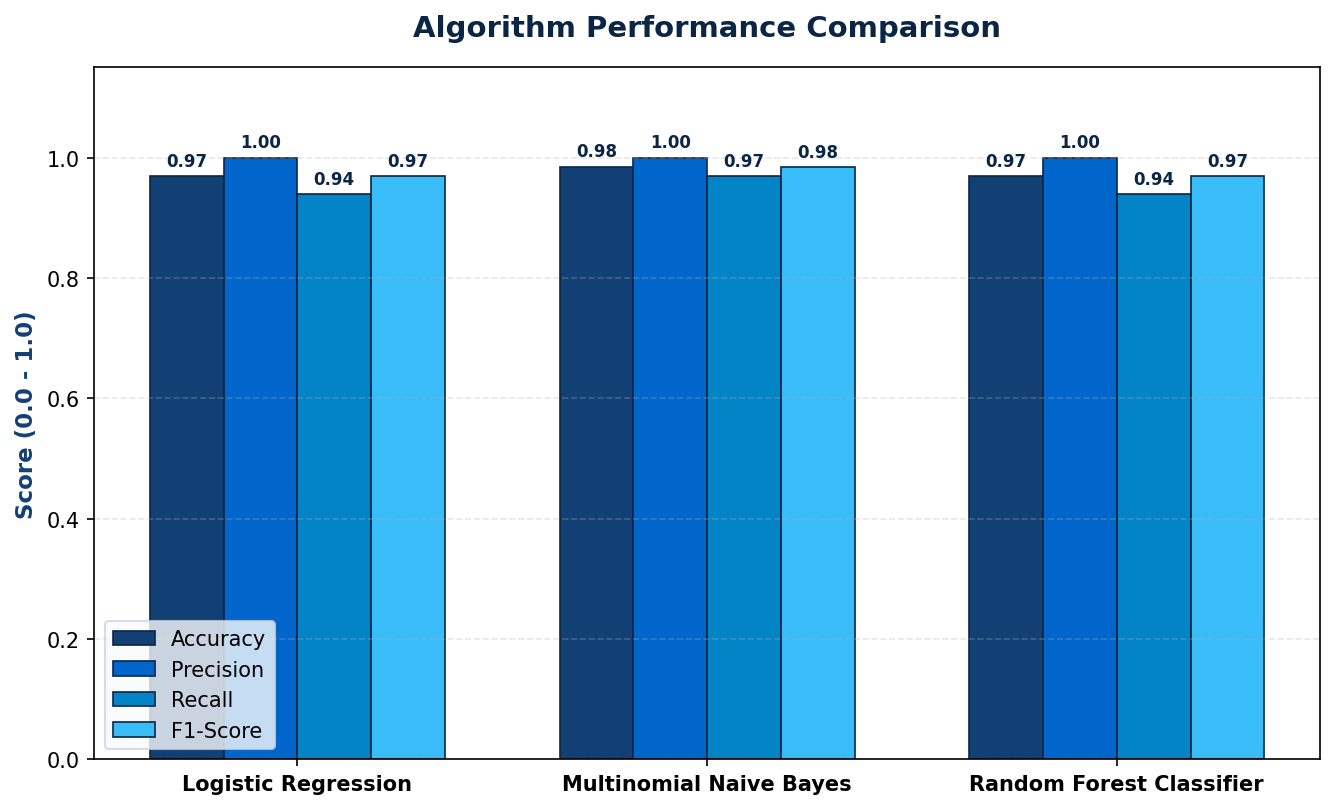 Algorithm Performance Comparison
Score (0.0 - 1.0)
1.0
0.8
0.6
0.4
0.2
0.0
0.97 1.00 0.94 0.97
0.98 1.00 0.97 0.98
0.97 1.00 0.94 0.97
Accuracy
Precision
Recall
F1-Score
Logistic Regression
Multinomial Naive Bayes
Random Forest Classifier